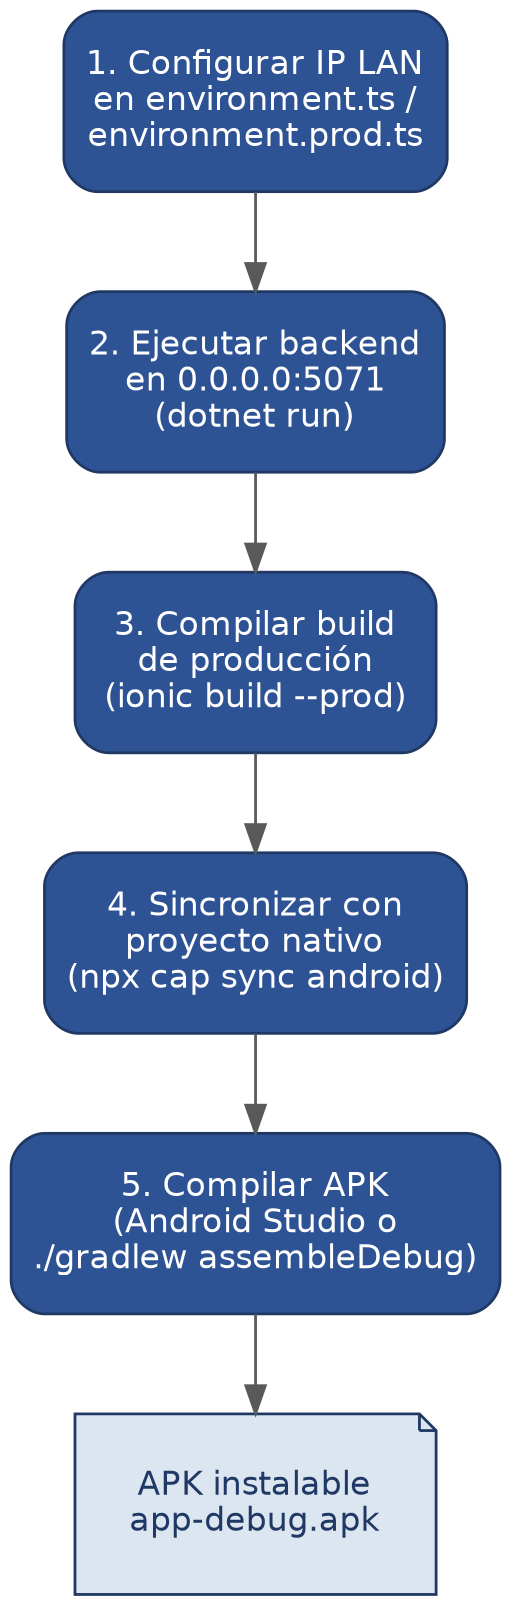 1. Configurar IP LAN
en environment.ts /
environment.prod.ts
2. Ejecutar backend
en 0.0.0.0:5071
(dotnet run)
3. Compilar build
de producción
(ionic build --prod)
4. Sincronizar con
proyecto nativo
(npx cap sync android)
5. Compilar APK
(Android Studio o
./gradlew assembleDebug)
APK instalable
app-debug.apk